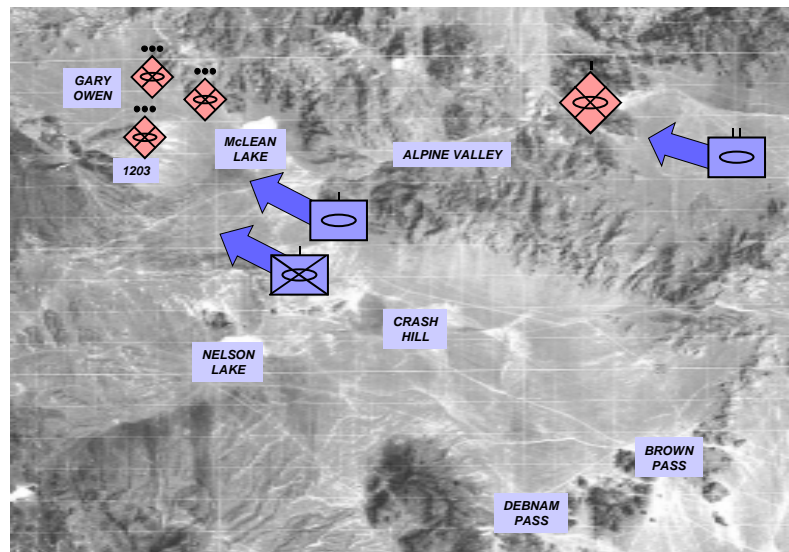 GARY
OWEN
McLEAN
LAKE
ALPINE VALLEY
1203
CRASH
HILL
NELSON
LAKE
BROWN
PASS
DEBNAM
PASS